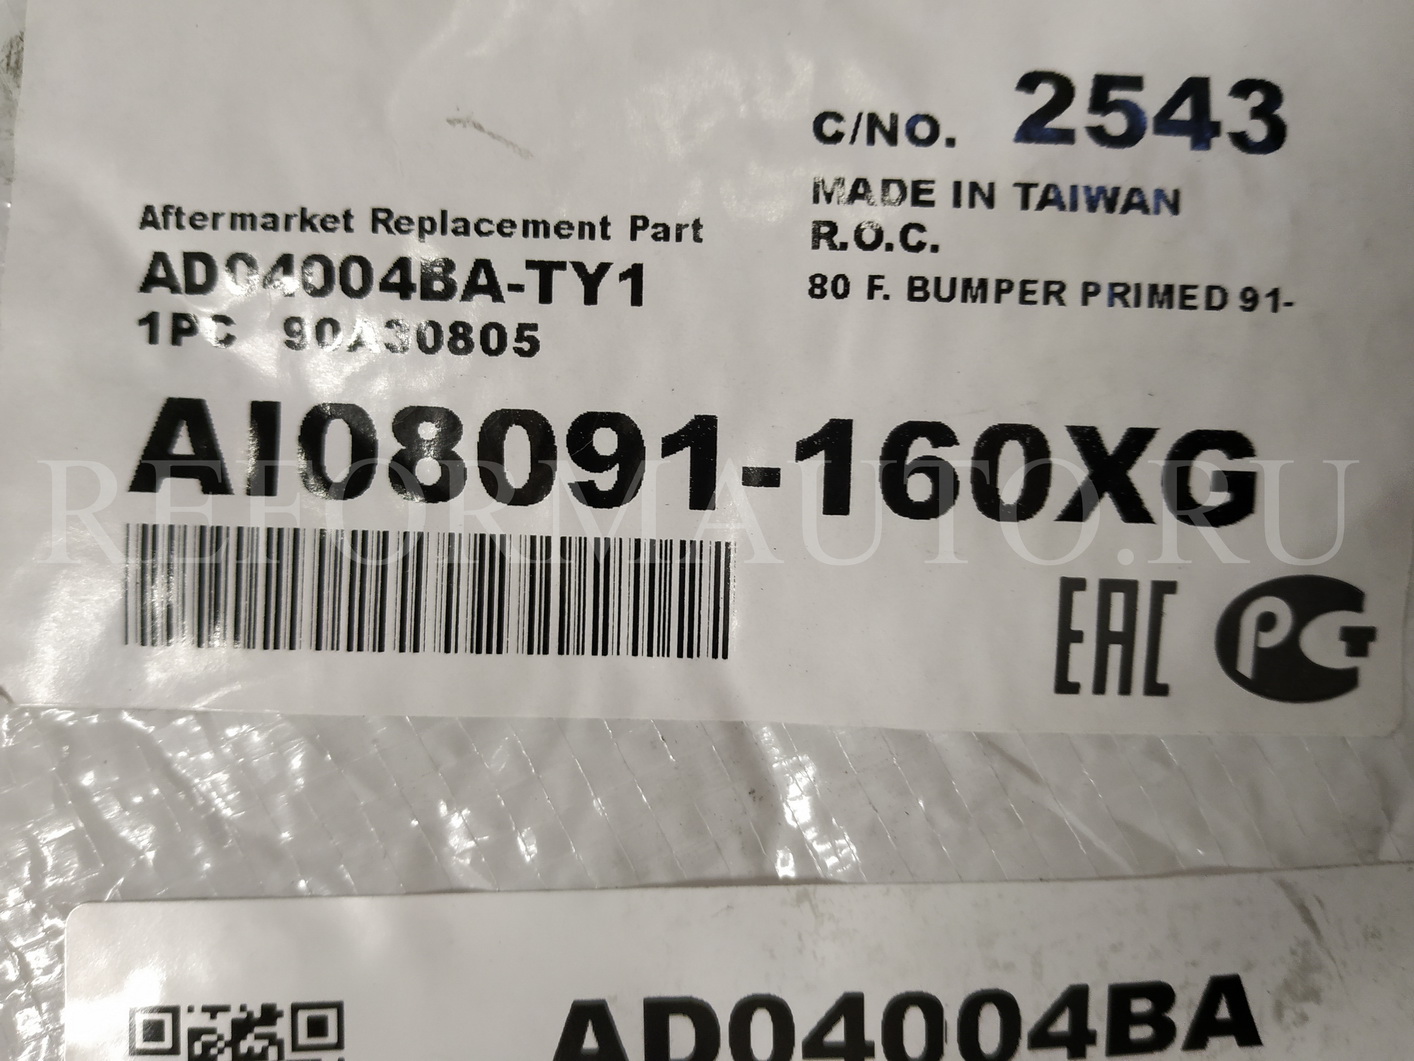 C/NO. 2543
MADE IN TAIWAN
R.O.C.
80 F. BUMPER PRIMED 91-
Aftermarket Replacement Part
AD04004BA-TY1
1PC 90A30805
AI08091-160XG
REFORMAUTO.RU
EAC
PCT
AD04004BA